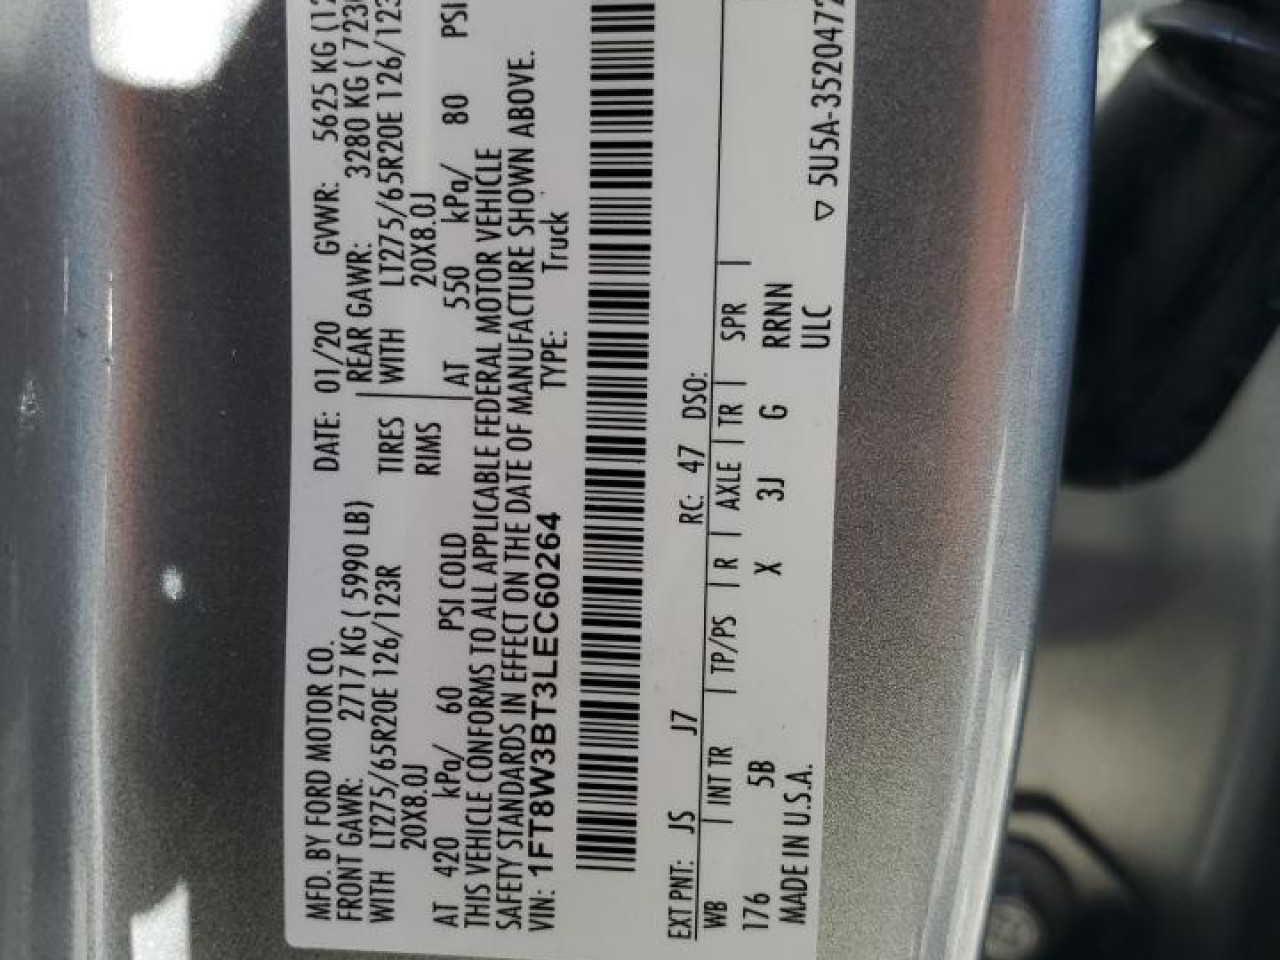 MFD. BY FORD MOTOR CO. DATE: 01/20 GVWR: 5625 KG
FRONT GAWR: 2717 KG ( 5990 LB) REAR GAWR: 3280 KG
WITH LT275/65R20E 126/123R TIRES WITH LT275/65R20E
20X8.0J RIMS 20X8.0J
AT 420 kPa/ 60 PSI COLD AT 550 kPa/ 80 PSI
THIS VEHICLE CONFORMS TO ALL APPLICABLE FEDERAL MOTOR VEHICLE
SAFETY STANDARDS IN EFFECT ON THE DATE OF MANUFACTURE SHOWN ABOVE.
VIN: 1FT8W3BT3LEC60264 TYPE: Truck
EXT PNT: JS J7 RC: 47 DSO:
WB INT TR TP/PS R AXLE TR SPR
176 5B X 3J G RRNN
MADE IN U.S.A. ULC
▽ 5U5A-3520472